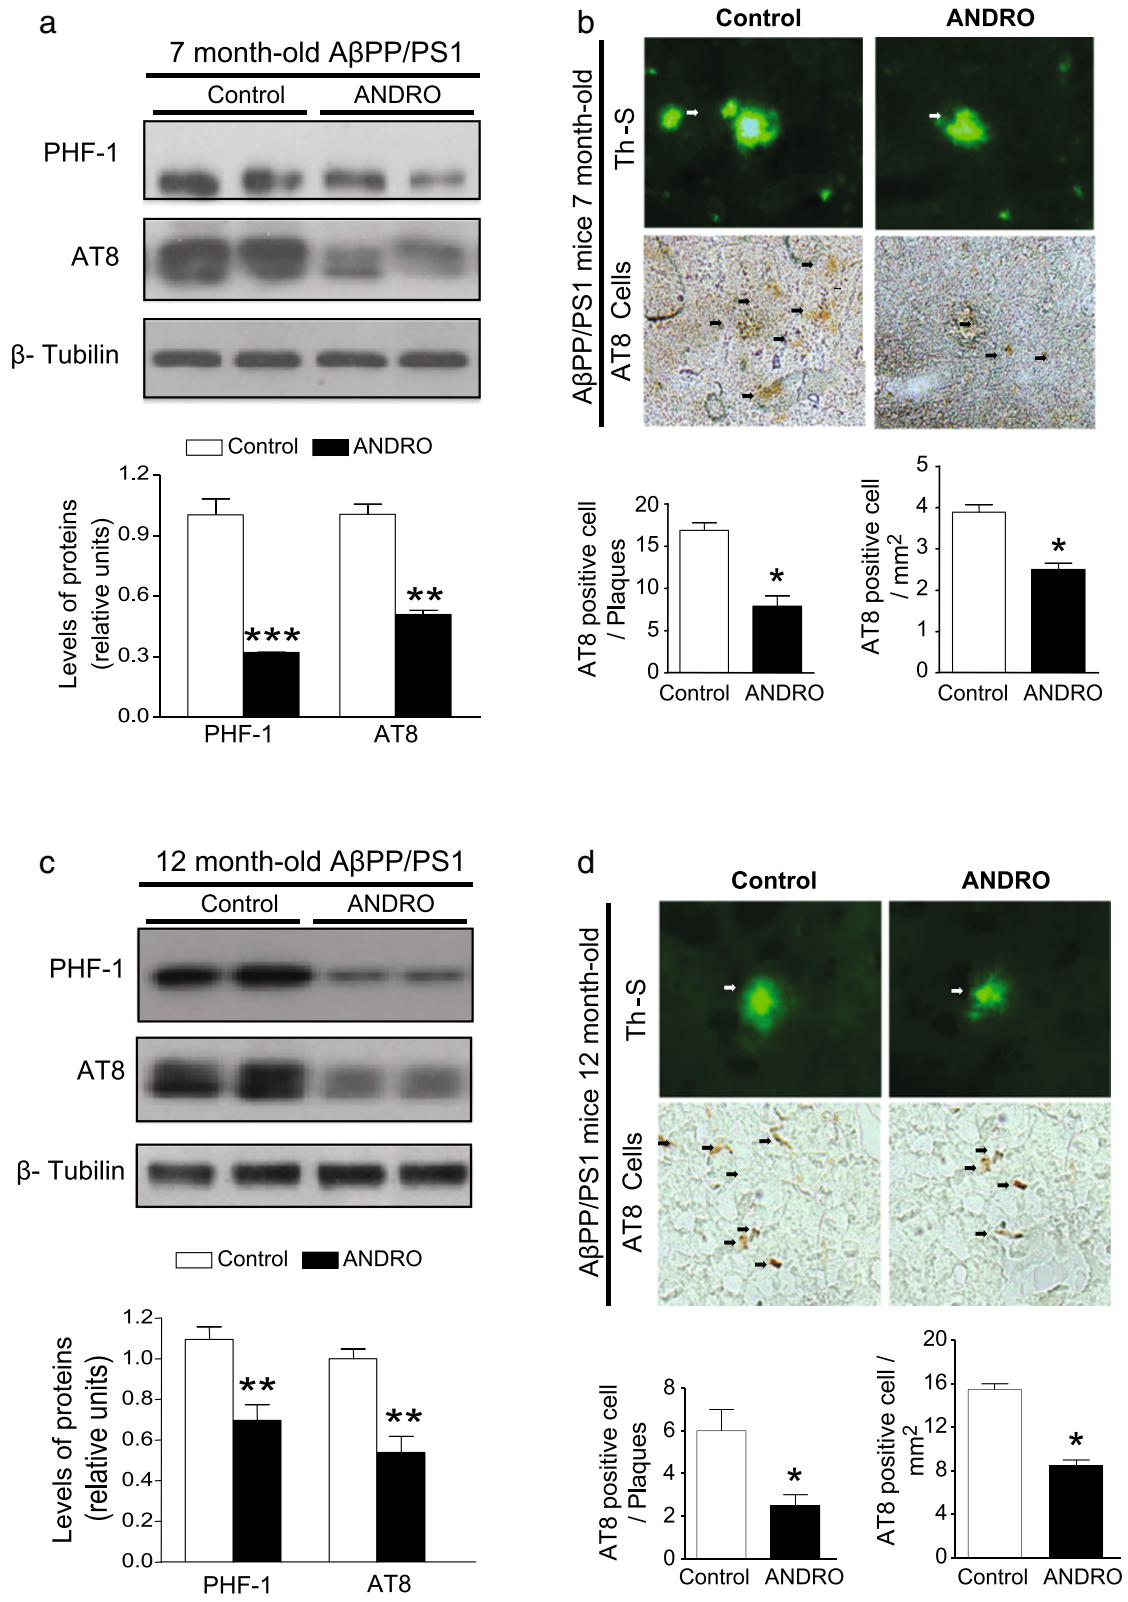 a
7 month-old AβPP/PS1
Control ANDRO
PHF-1
AT8
β- Tubilin
Control ANDRO
Levels of proteins
(relative units)
1.2
0.9
0.6
0.3
0.0
***
**
PHF-1 AT8
b
Control ANDRO
AβPP/PS1 mice 7 month-old
Th-S
AT8 Cells
AT8 positive cell
/ Plaques
20
15
10
5
0
*
Control ANDRO
AT8 positive cell
/ mm2
5
4
3
2
1
0
*
Control ANDRO
c
12 month-old AβPP/PS1
Control ANDRO
PHF-1
AT8
β- Tubilin
Control ANDRO
Levels of proteins
(relative units)
1.2
1.0
0.8
0.6
0.4
0.2
0.0
**
**
PHF-1 AT8
d
Control ANDRO
AβPP/PS1 mice 12 month-old
Th-S
AT8 Cells
AT8 positive cell
/ Plaques
8
6
4
2
0
*
Control ANDRO
AT8 positive cell /
mm2
20
16
12
8
4
0
*
Control ANDRO